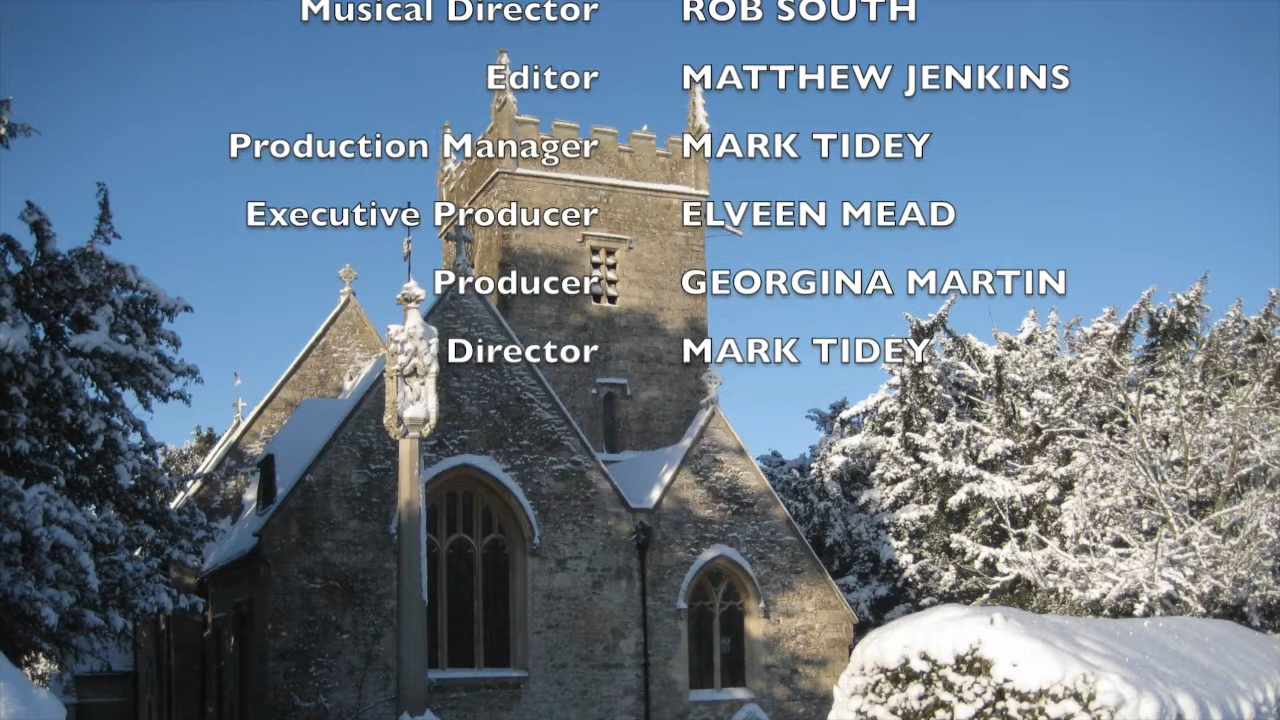 Musical Director ROB SOUTH
Editor MATTHEW JENKINS
Production Manager MARK TIDEY
Executive Producer ELVEEN MEAD
Producer GEORGINA MARTIN
Director MARK TIDEY